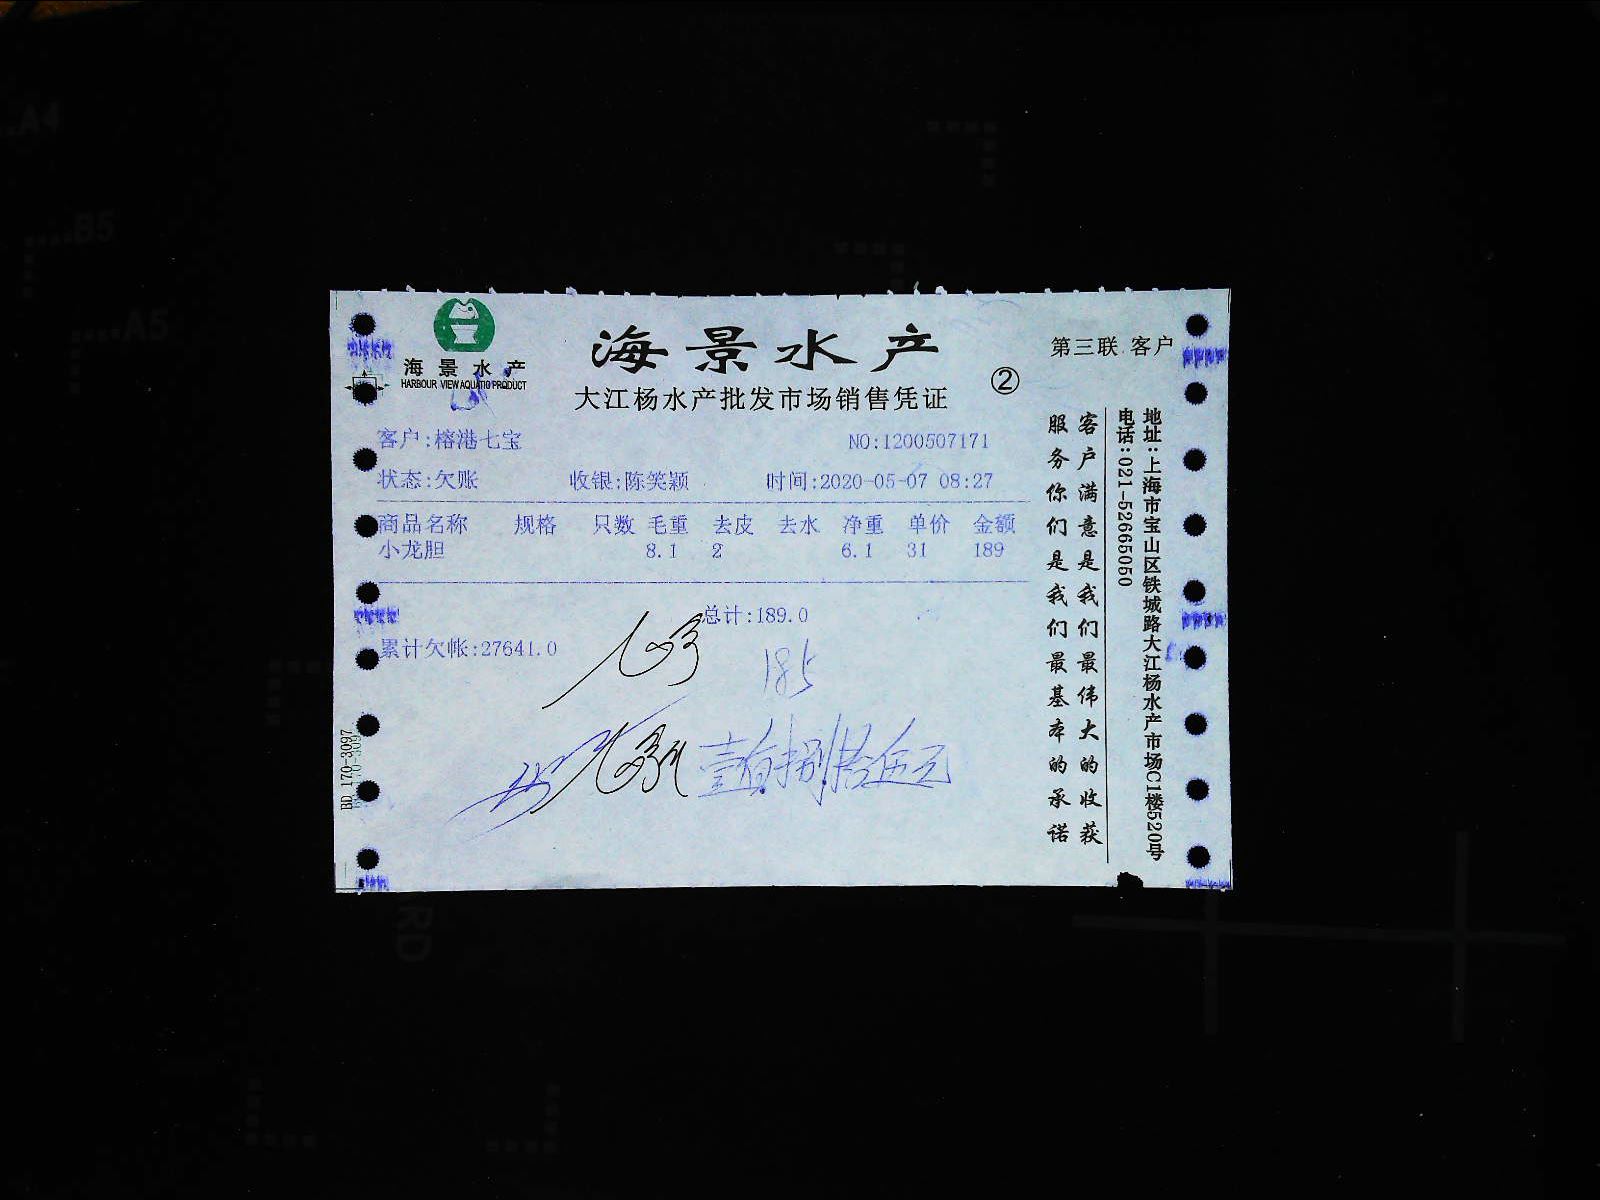 海景水产
HARBOUR VIEW AQUATIC PRODUCT
海景水产
大江杨水产批发市场销售凭证
②
第三联 客户
客户:榕港七宝
NO:1200507171
状态:欠账 收银:陈笑颖 时间:2020-05-07 08:27
商品名称 规格 只数 毛重 去皮 去水 净重 单价 金额
小龙胆 8.1 2 6.1 31 189
总计:189.0
累计欠帐:27641.0
185
壹佰捌拾伍元
客户满意是我们最伟大的收获
服务你们是我们最基本的承诺
地址:上海市宝山区铁城路大江杨水产市场C1楼520号
电话:021-52665050
BD 170-3097
A4
B5
A5